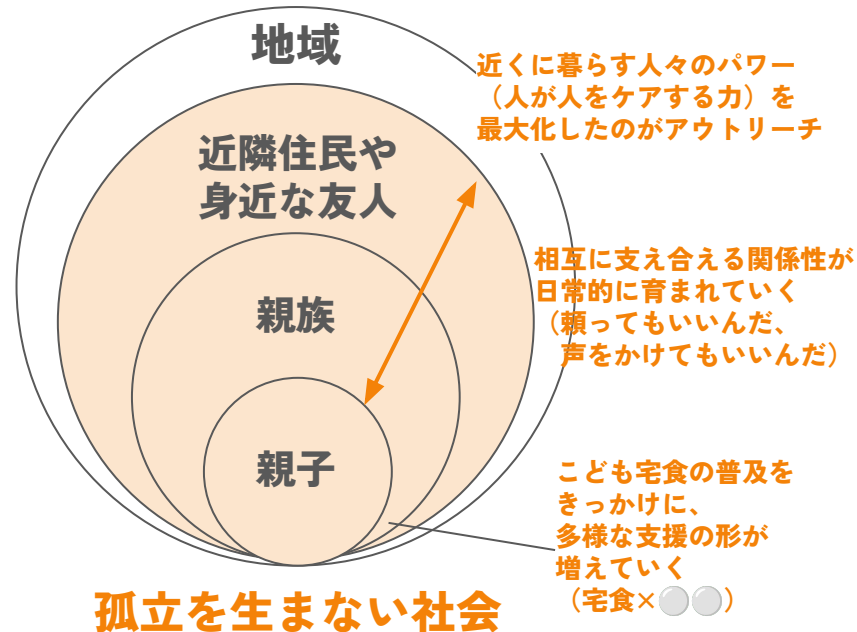 地域
近くに暮らす人々のパワー
（人が人をケアする力）を
最大化したのがアウトリーチ
近隣住民や
身近な友人
相互に支え合える関係性が
日常的に育まれていく
（頼ってもいいんだ、
声をかけてもいいんだ）
親族
親子
こども宅食の普及を
きっかけに、
多様な支援の形が
増えていく
（宅食×⚪⚪）
孤立を生まない社会